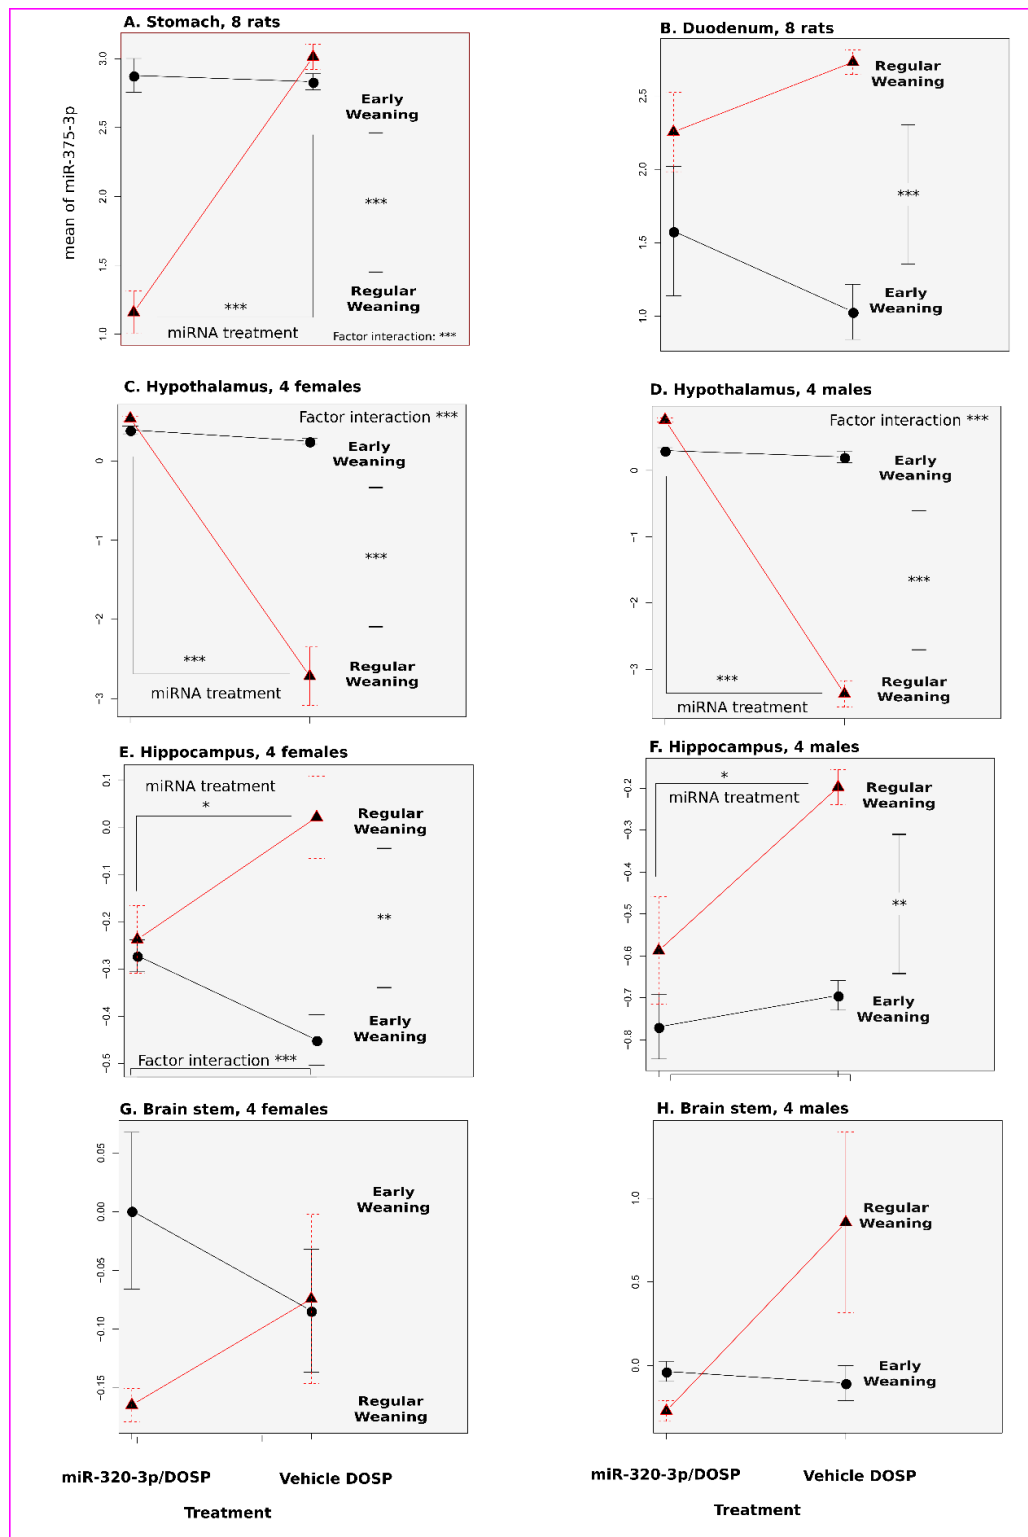 A. Stomach, 8 rats
mean of miR-375-3p
3.0
2.5
2.0
1.5
1.0
Early
Weaning
***
Regular
Weaning
***
miRNA treatment
Factor interaction: ***
B. Duodenum, 8 rats
2.5
2.0
1.5
1.0
Regular
Weaning
***
Early
Weaning
C. Hypothalamus, 4 females
0
−1
−2
−3
Factor interaction ***
Early
Weaning
***
***
miRNA treatment
Regular
Weaning
D. Hypothalamus, 4 males
0
−1
−2
−3
Factor interaction ***
Early
Weaning
***
***
miRNA treatment
Regular
Weaning
E. Hippocampus, 4 females
0.1
0.0
−0.1
−0.2
−0.3
−0.4
−0.5
miRNA treatment
*
Regular
Weaning
**
Early
Weaning
Factor interaction ***
F. Hippocampus, 4 males
−0.2
−0.3
−0.4
−0.5
−0.6
−0.7
−0.8
*
miRNA treatment
Regular
Weaning
**
Early
Weaning
G. Brain stem, 4 females
0.05
0.00
−0.05
−0.10
−0.15
Early
Weaning
Regular
Weaning
H. Brain stem, 4 males
1.0
0.5
0.0
Regular
Weaning
Early
Weaning
miR-320-3p/DOSP
Vehicle DOSP
Treatment
miR-320-3p/DOSP
Vehicle DOSP
Treatment